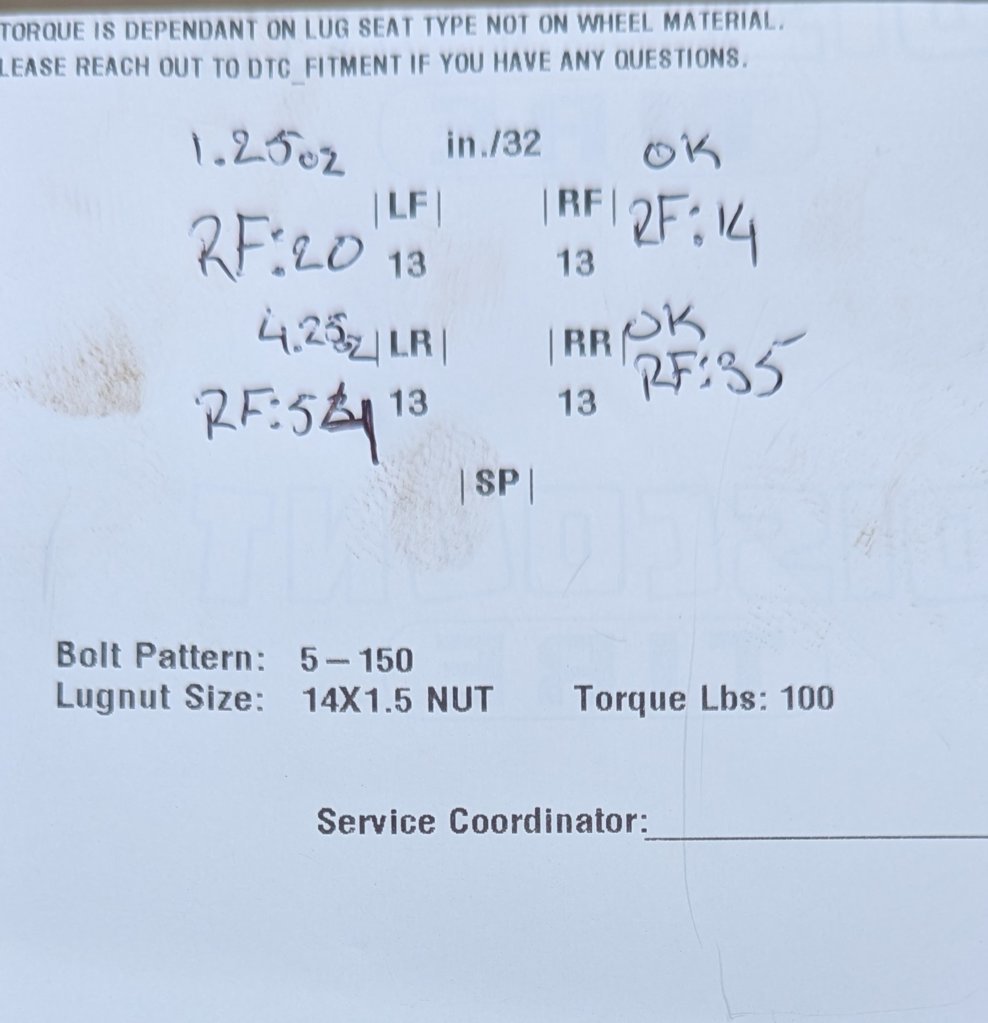 TORQUE IS DEPENDANT ON LUG SEAT TYPE NOT ON WHEEL MATERIAL.
LEASE REACH OUT TO DTC_FITMENT IF YOU HAVE ANY QUESTIONS.
1.25oz in./32 OK
|LF| |RF|
RF:20 13 13 RF:14
4.25oz |LR| |RR| OK
RF:35
13 13
|SP|
Bolt Pattern: 5-150
Lugnut Size: 14X1.5 NUT Torque Lbs: 100
Service Coordinator: